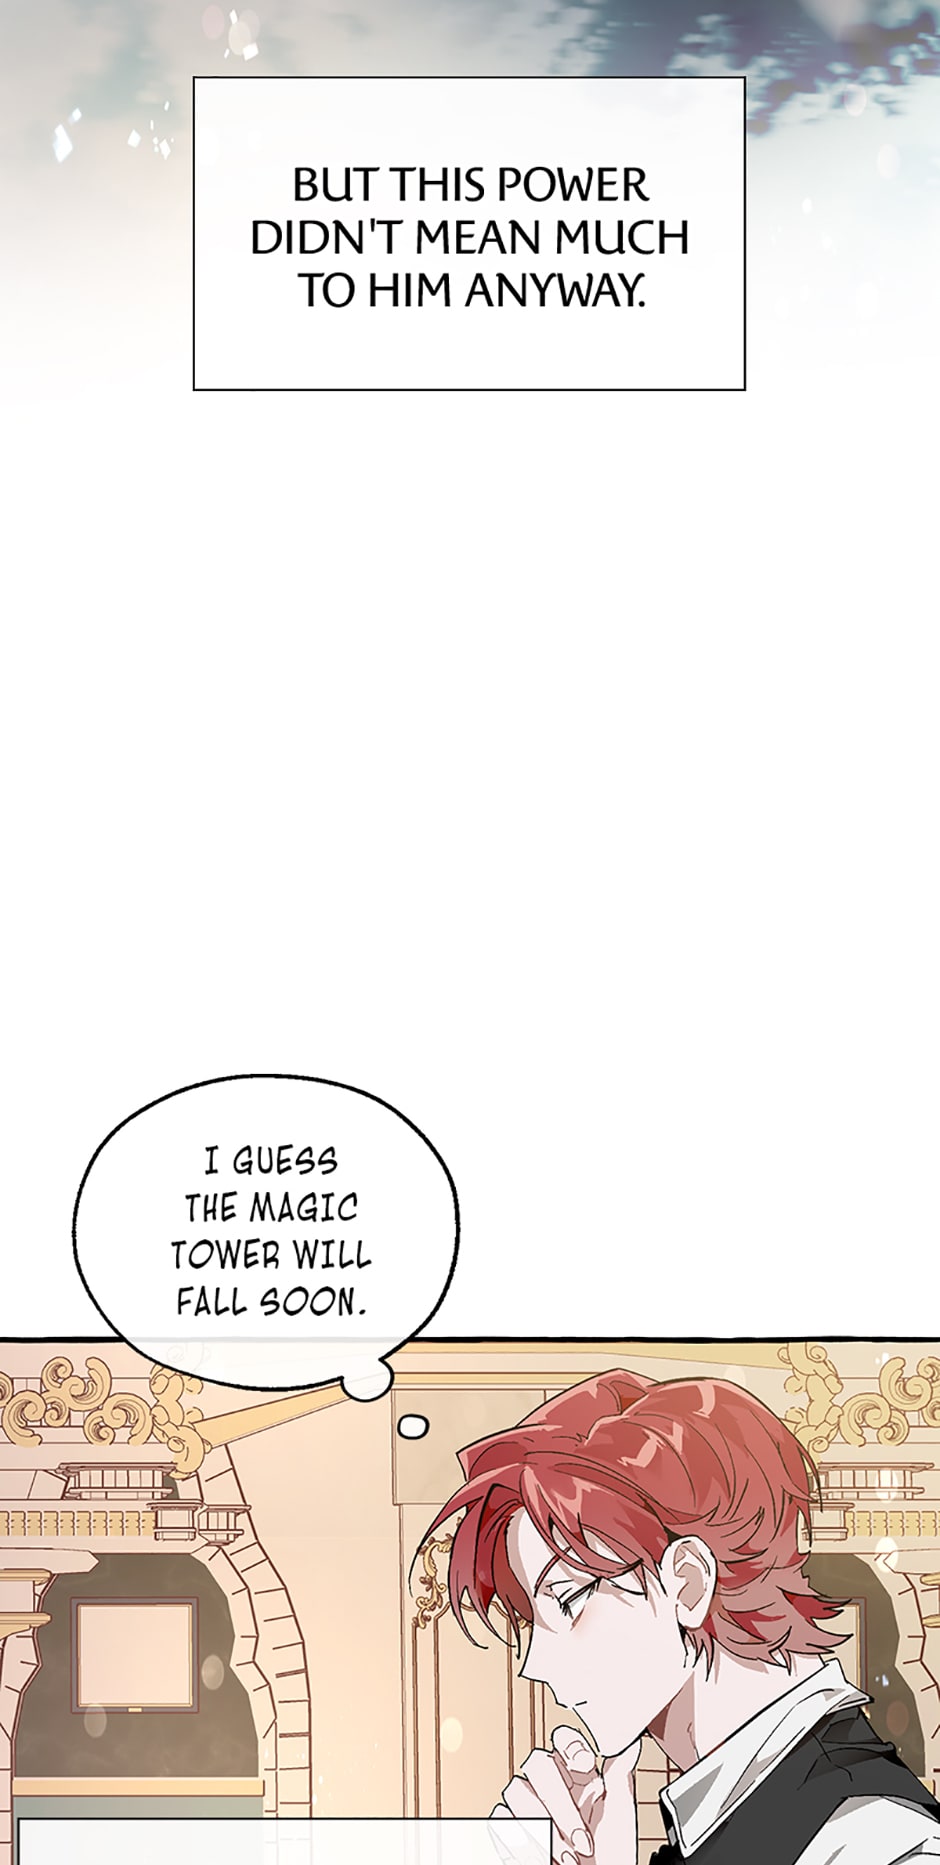 BUT THIS POWER
DIDN'T MEAN MUCH
TO HIM ANYWAY.
I GUESS
THE MAGIC
TOWER WILL
FALL SOON.